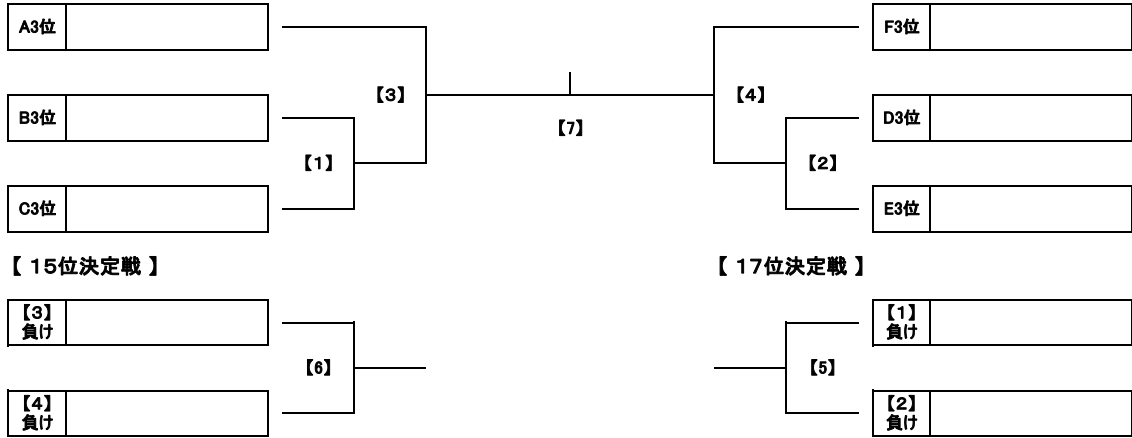 A3位
F3位
【3】
【4】
B3位
D3位
【7】
【1】
【2】
C3位
E3位
【 15位決定戦 】
【 17位決定戦 】
【3】
負け
【1】
負け
【6】
【5】
【4】
負け
【2】
負け